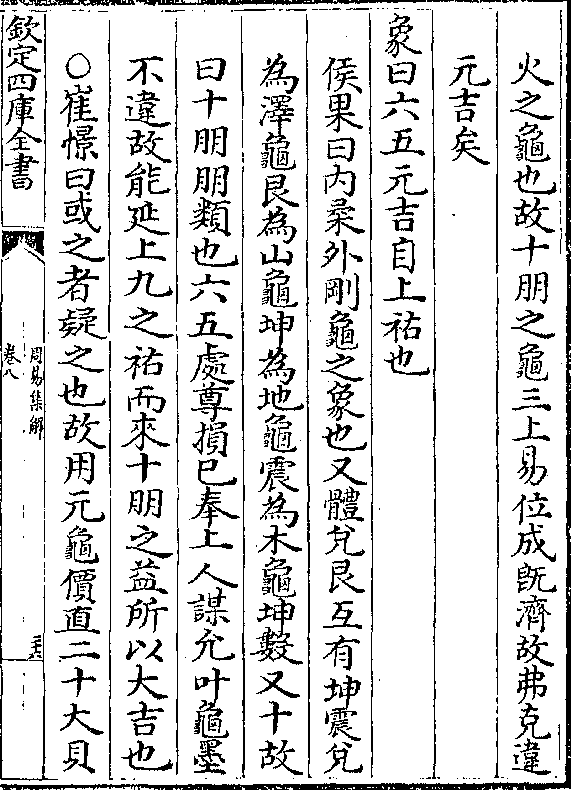 火之龜也故十朋之龜三上易位成旣濟故弗克違
元吉矣
象曰六五元吉自上祐也
侯果曰内柔外剛龜之象也又體兌艮互有坤震兌
為澤龜艮為山龜坤為地龜震為木龜坤數又十故
曰十朋朋類也六五處尊損己奉上人謀允叶龜墨
不違故能延上九之祐而來十朋之益所以大吉也
○崔憬曰或之者疑之也故用元龜價直二十大貝
欽定四庫全書
周易集解
卷八
二十六